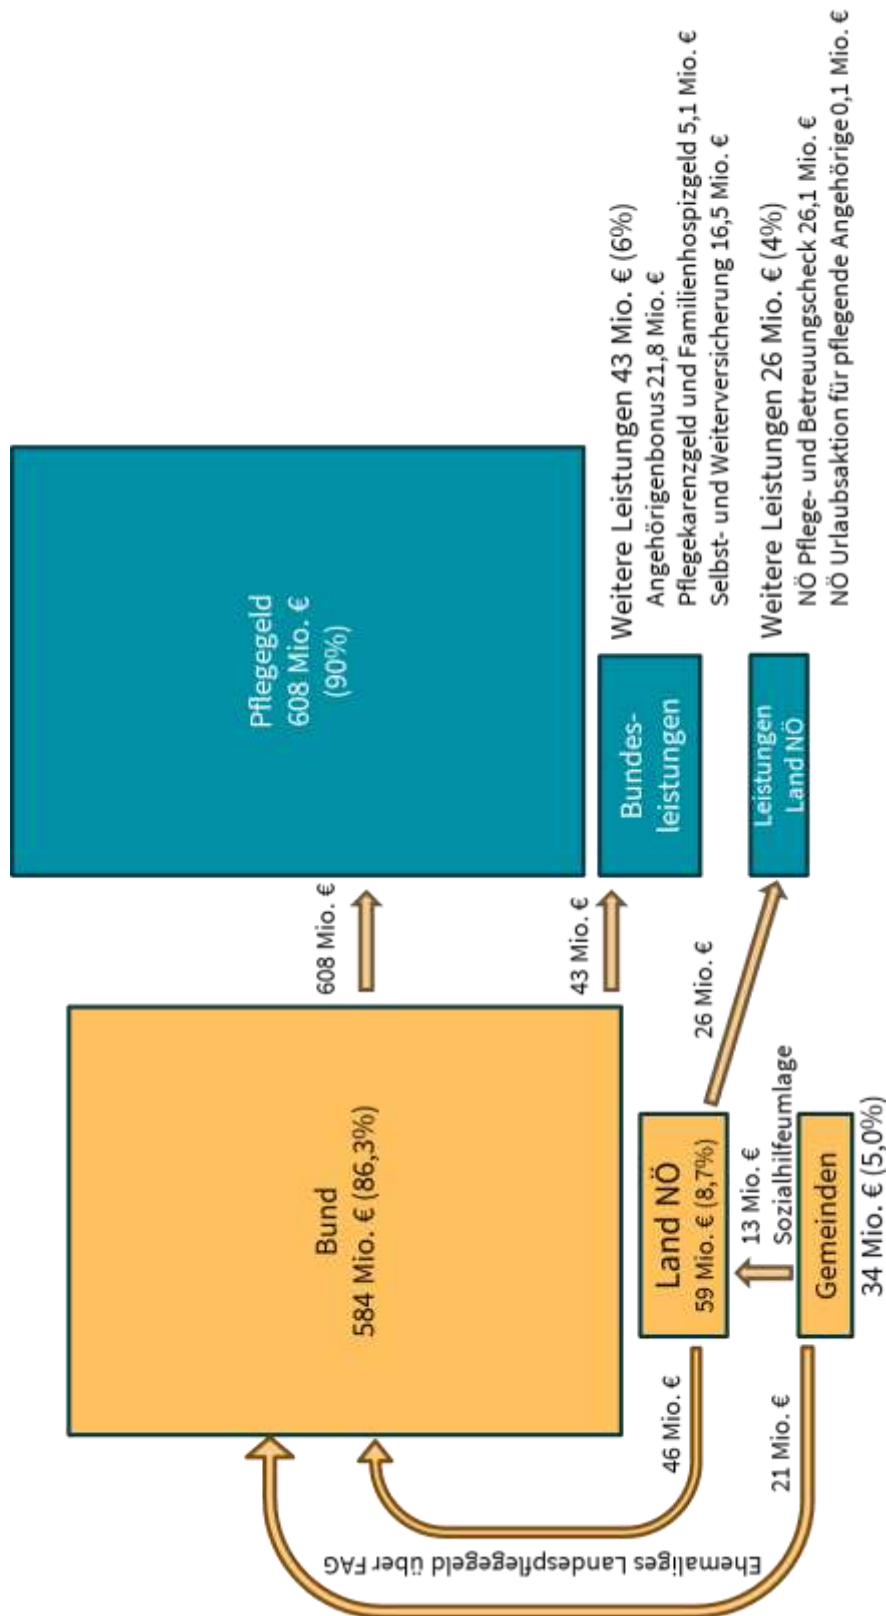 Ehemaliges Landespflegegeld über FAG
Bund
584 Mio. € (86,3%)
46 Mio. €
21 Mio. €
Land NÖ
59 Mio. € (8,7%)
13 Mio. €
Sozialhilfeumlage
Gemeinden
34 Mio. € (5,0%)
608 Mio. €
43 Mio. €
26 Mio. €
Pflegegeld
608 Mio. €
(90%)
Bundes-
leistungen
Leistungen
Land NÖ
Weitere Leistungen 43 Mio. € (6%)
Angehörigenbonus 21,8 Mio. €
Pflegekarenzgeld und Familienhospizgeld 5,1 Mio. €
Selbst- und Weiterversicherung 16,5 Mio. €
Weitere Leistungen 26 Mio. € (4%)
NÖ Pflege- und Betreuungscheck 26,1 Mio. €
NÖ Urlaubsaktion für pflegende Angehörige 0,1 Mio. €